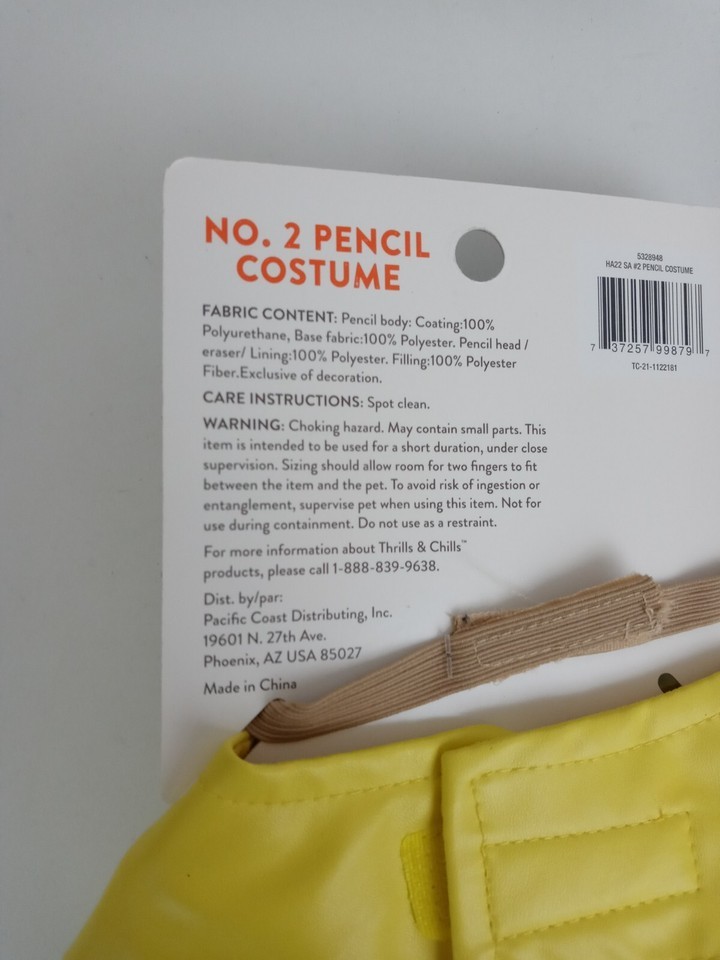 NO. 2 PENCIL
COSTUME
FABRIC CONTENT: Pencil body: Coating:100%
Polyurethane, Base fabric:100% Polyester. Pencil head /
eraser/ Lining:100% Polyester. Filling:100% Polyester
Fiber.Exclusive of decoration.
CARE INSTRUCTIONS: Spot clean.
WARNING: Choking hazard. May contain small parts. This
item is intended to be used for a short duration, under close
supervision. Sizing should allow room for two fingers to fit
between the item and the pet. To avoid risk of ingestion or
entanglement, supervise pet when using this item. Not for
use during containment. Do not use as a restraint.
For more information about Thrills & Chills™
products, please call 1-888-839-9638.
Dist. by/par:
Pacific Coast Distributing, Inc.
19601 N. 27th Ave.
Phoenix, AZ USA 85027
Made in China
5328948
HA22 SA #2 PENCIL COSTUME
7 37257 99879 7
TC-21-1122181